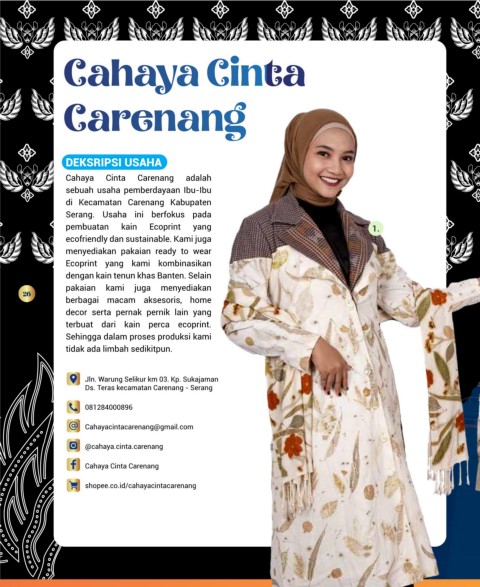 Cahaya Cinta
Carenang
DEKSRIPSI USAHA
Cahaya Cinta Carenang adalah
sebuah usaha pemberdayaan Ibu-Ibu
di Kecamatan Carenang Kabupaten
Serang. Usaha ini berfokus pada
pembuatan kain Ecoprint yang
ecofriendly dan sustainable. Kami juga
menyediakan pakaian ready to wear
Ecoprint yang kami kombinasikan
dengan kain tenun khas Banten. Selain
pakaian kami juga menyediakan
berbagai macam aksesoris, home
decor serta pernak pernik lain yang
terbuat dari kain perca ecoprint.
Sehingga dalam proses produksi kami
tidak ada limbah sedikitpun.
1.
26
Jln. Warung Selikur km 03. Kp. Sukajaman
Ds. Teras kecamatan Carenang - Serang
081284000896
Cahayacintacarenang@gmail.com
@cahaya.cinta.carenang
Cahaya Cinta Carenang
shopee.co.id/cahayacintacarenang